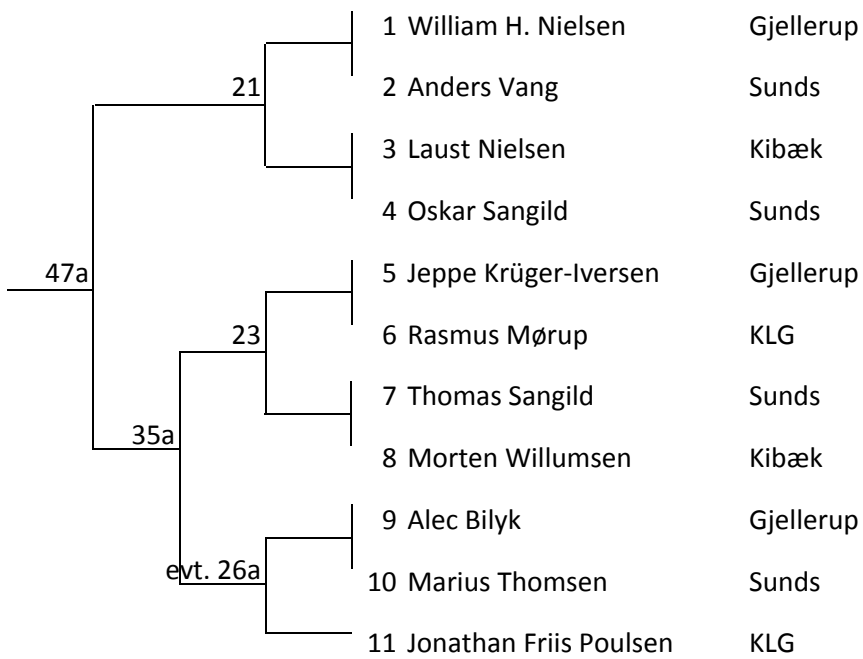 1 William H. Nielsen Gjellerup
21 2 Anders Vang Sunds
3 Laust Nielsen Kibæk
4 Oskar Sangild Sunds
47a 5 Jeppe Krüger-Iversen Gjellerup
23 6 Rasmus Mørup KLG
7 Thomas Sangild Sunds
35a 8 Morten Willumsen Kibæk
9 Alec Bilyk Gjellerup
evt. 26a 10 Marius Thomsen Sunds
11 Jonathan Friis Poulsen KLG